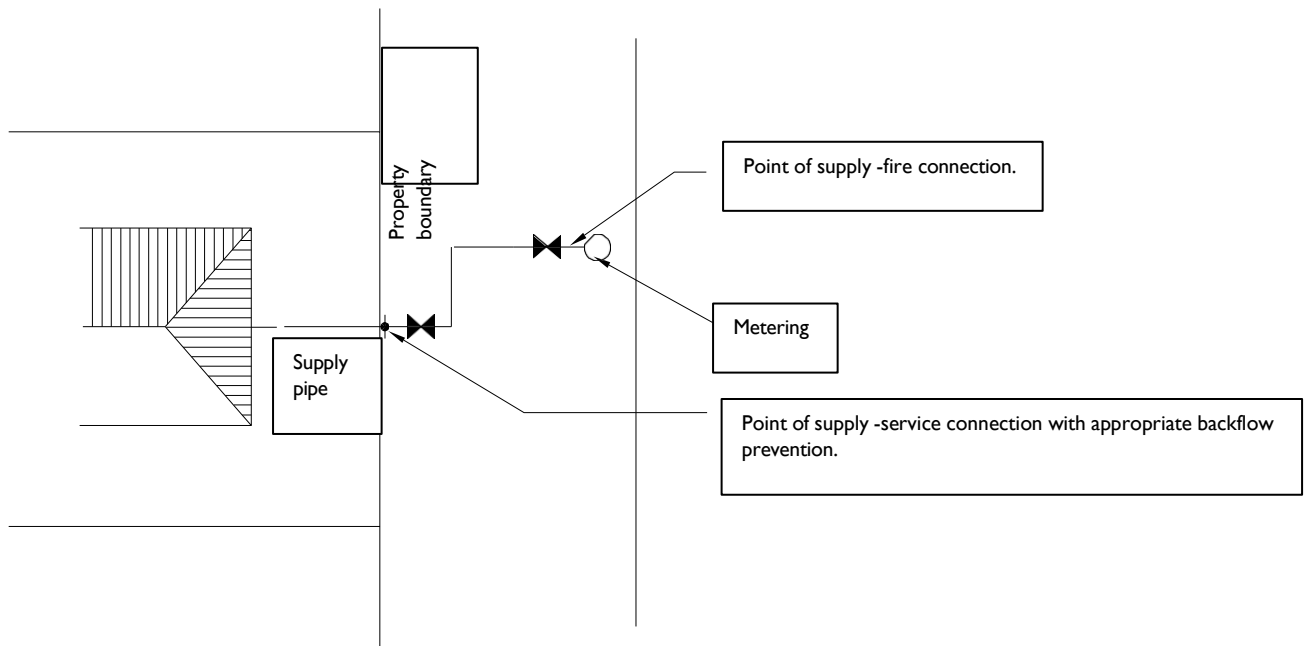 Property
boundary
Point of supply -fire connection.
Metering
Supply
pipe
Point of supply -service connection with appropriate backflow
prevention.